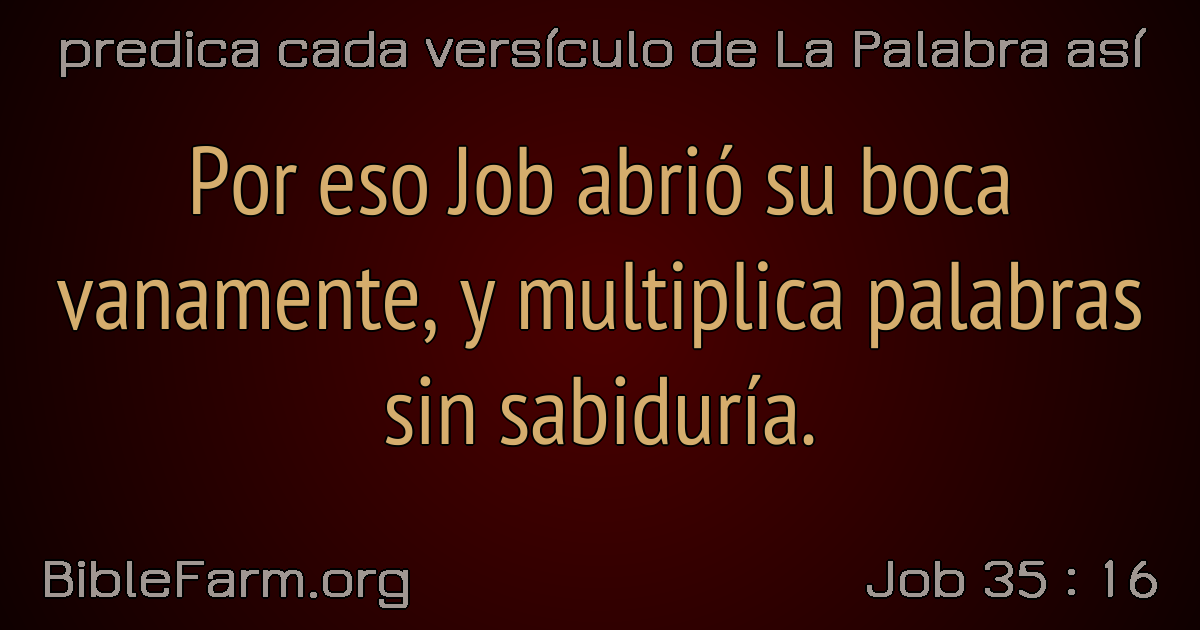 predica cada versículo de La Palabra así
Por eso Job abrió su boca
vanamente, y multiplica palabras
sin sabiduría.
BibleFarm.org
Job 35 : 16